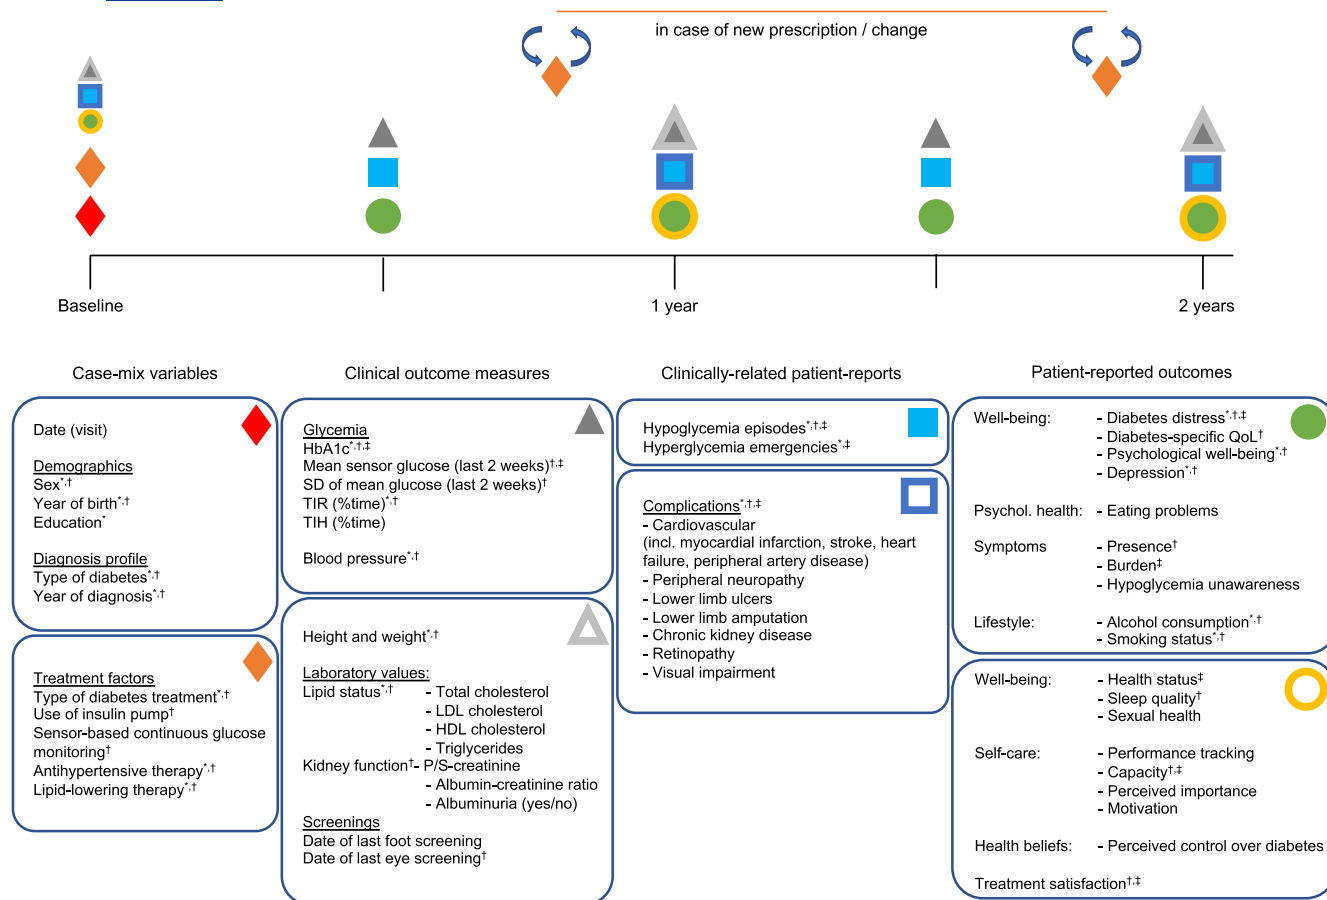 in case of new prescription / change
Baseline
1 year
2 years
Case-mix variables
Date (visit)
Demographics
Sex*,†
Year of birth*,†
Education*
Diagnosis profile
Type of diabetes*,†
Year of diagnosis*,†
Treatment factors
Type of diabetes treatment*,†
Use of insulin pump†
Sensor-based continuous glucose
monitoring†
Antihypertensive therapy*,†
Lipid-lowering therapy*,†
Clinical outcome measures
Glycemia
HbA1c*,†,‡
Mean sensor glucose (last 2 weeks)†,‡
SD of mean glucose (last 2 weeks)†
TIR (%time)*,†
TIH (%time)
Blood pressure*,†
Height and weight*,†
Laboratory values:
Lipid status*,† - Total cholesterol
- LDL cholesterol
- HDL cholesterol
- Triglycerides
Kidney function†- P/S-creatinine
- Albumin-creatinine ratio
- Albuminuria (yes/no)
Screenings
Date of last foot screening
Date of last eye screening†
Clinically-related patient-reports
Hypoglycemia episodes*,†,‡
Hyperglycemia emergencies*,‡
Complications*,†,‡
- Cardiovascular
(incl. myocardial infarction, stroke, heart
failure, peripheral artery disease)
- Peripheral neuropathy
- Lower limb ulcers
- Lower limb amputation
- Chronic kidney disease
- Retinopathy
- Visual impairment
Patient-reported outcomes
Well-being: - Diabetes distress*,†,‡
- Diabetes-specific QoL†
- Psychological well-being*,†
- Depression*,†
Psychol. health: - Eating problems
Symptoms - Presence†
- Burden‡
- Hypoglycemia unawareness
Lifestyle: - Alcohol consumption*,†
- Smoking status*,†
Well-being: - Health status‡
- Sleep quality†
- Sexual health
Self-care: - Performance tracking
- Capacity†,‡
- Perceived importance
- Motivation
Health beliefs: - Perceived control over diabetes
Treatment satisfaction†,‡